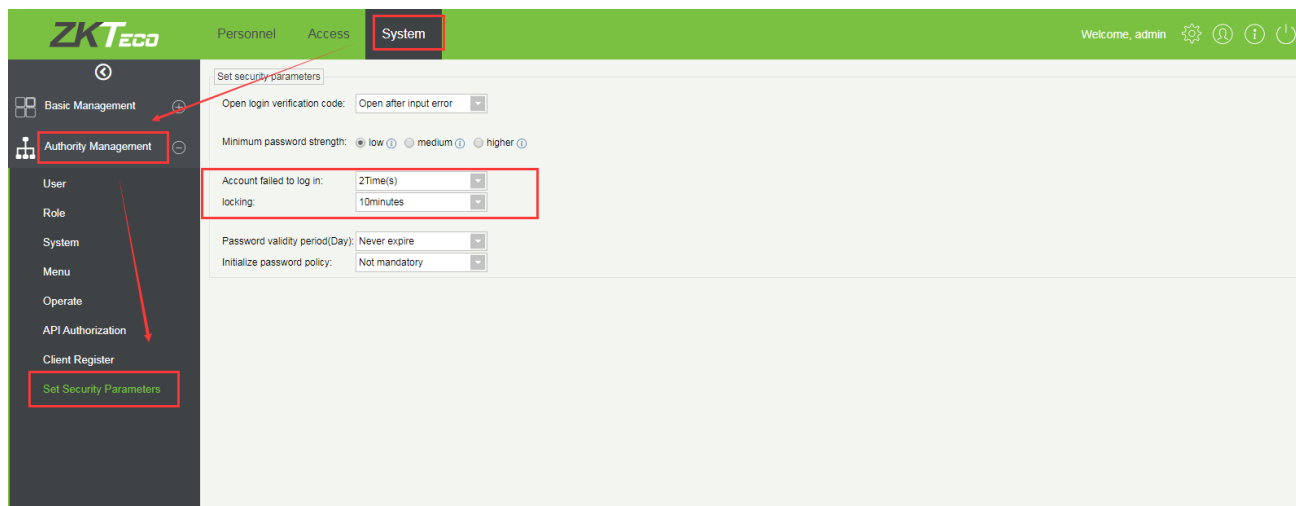 ZKTeco
Personnel Access System
Welcome, admin
Basic Management
Authority Management
User
Role
System
Menu
Operate
API Authorization
Client Register
Set Security Parameters
Set security parameters
Open login verification code: Open after input error
Minimum password strength: low medium higher
Account failed to log in: 2Time(s)
locking: 10minutes
Password validity period(Day): Never expire
Initialize password policy: Not mandatory